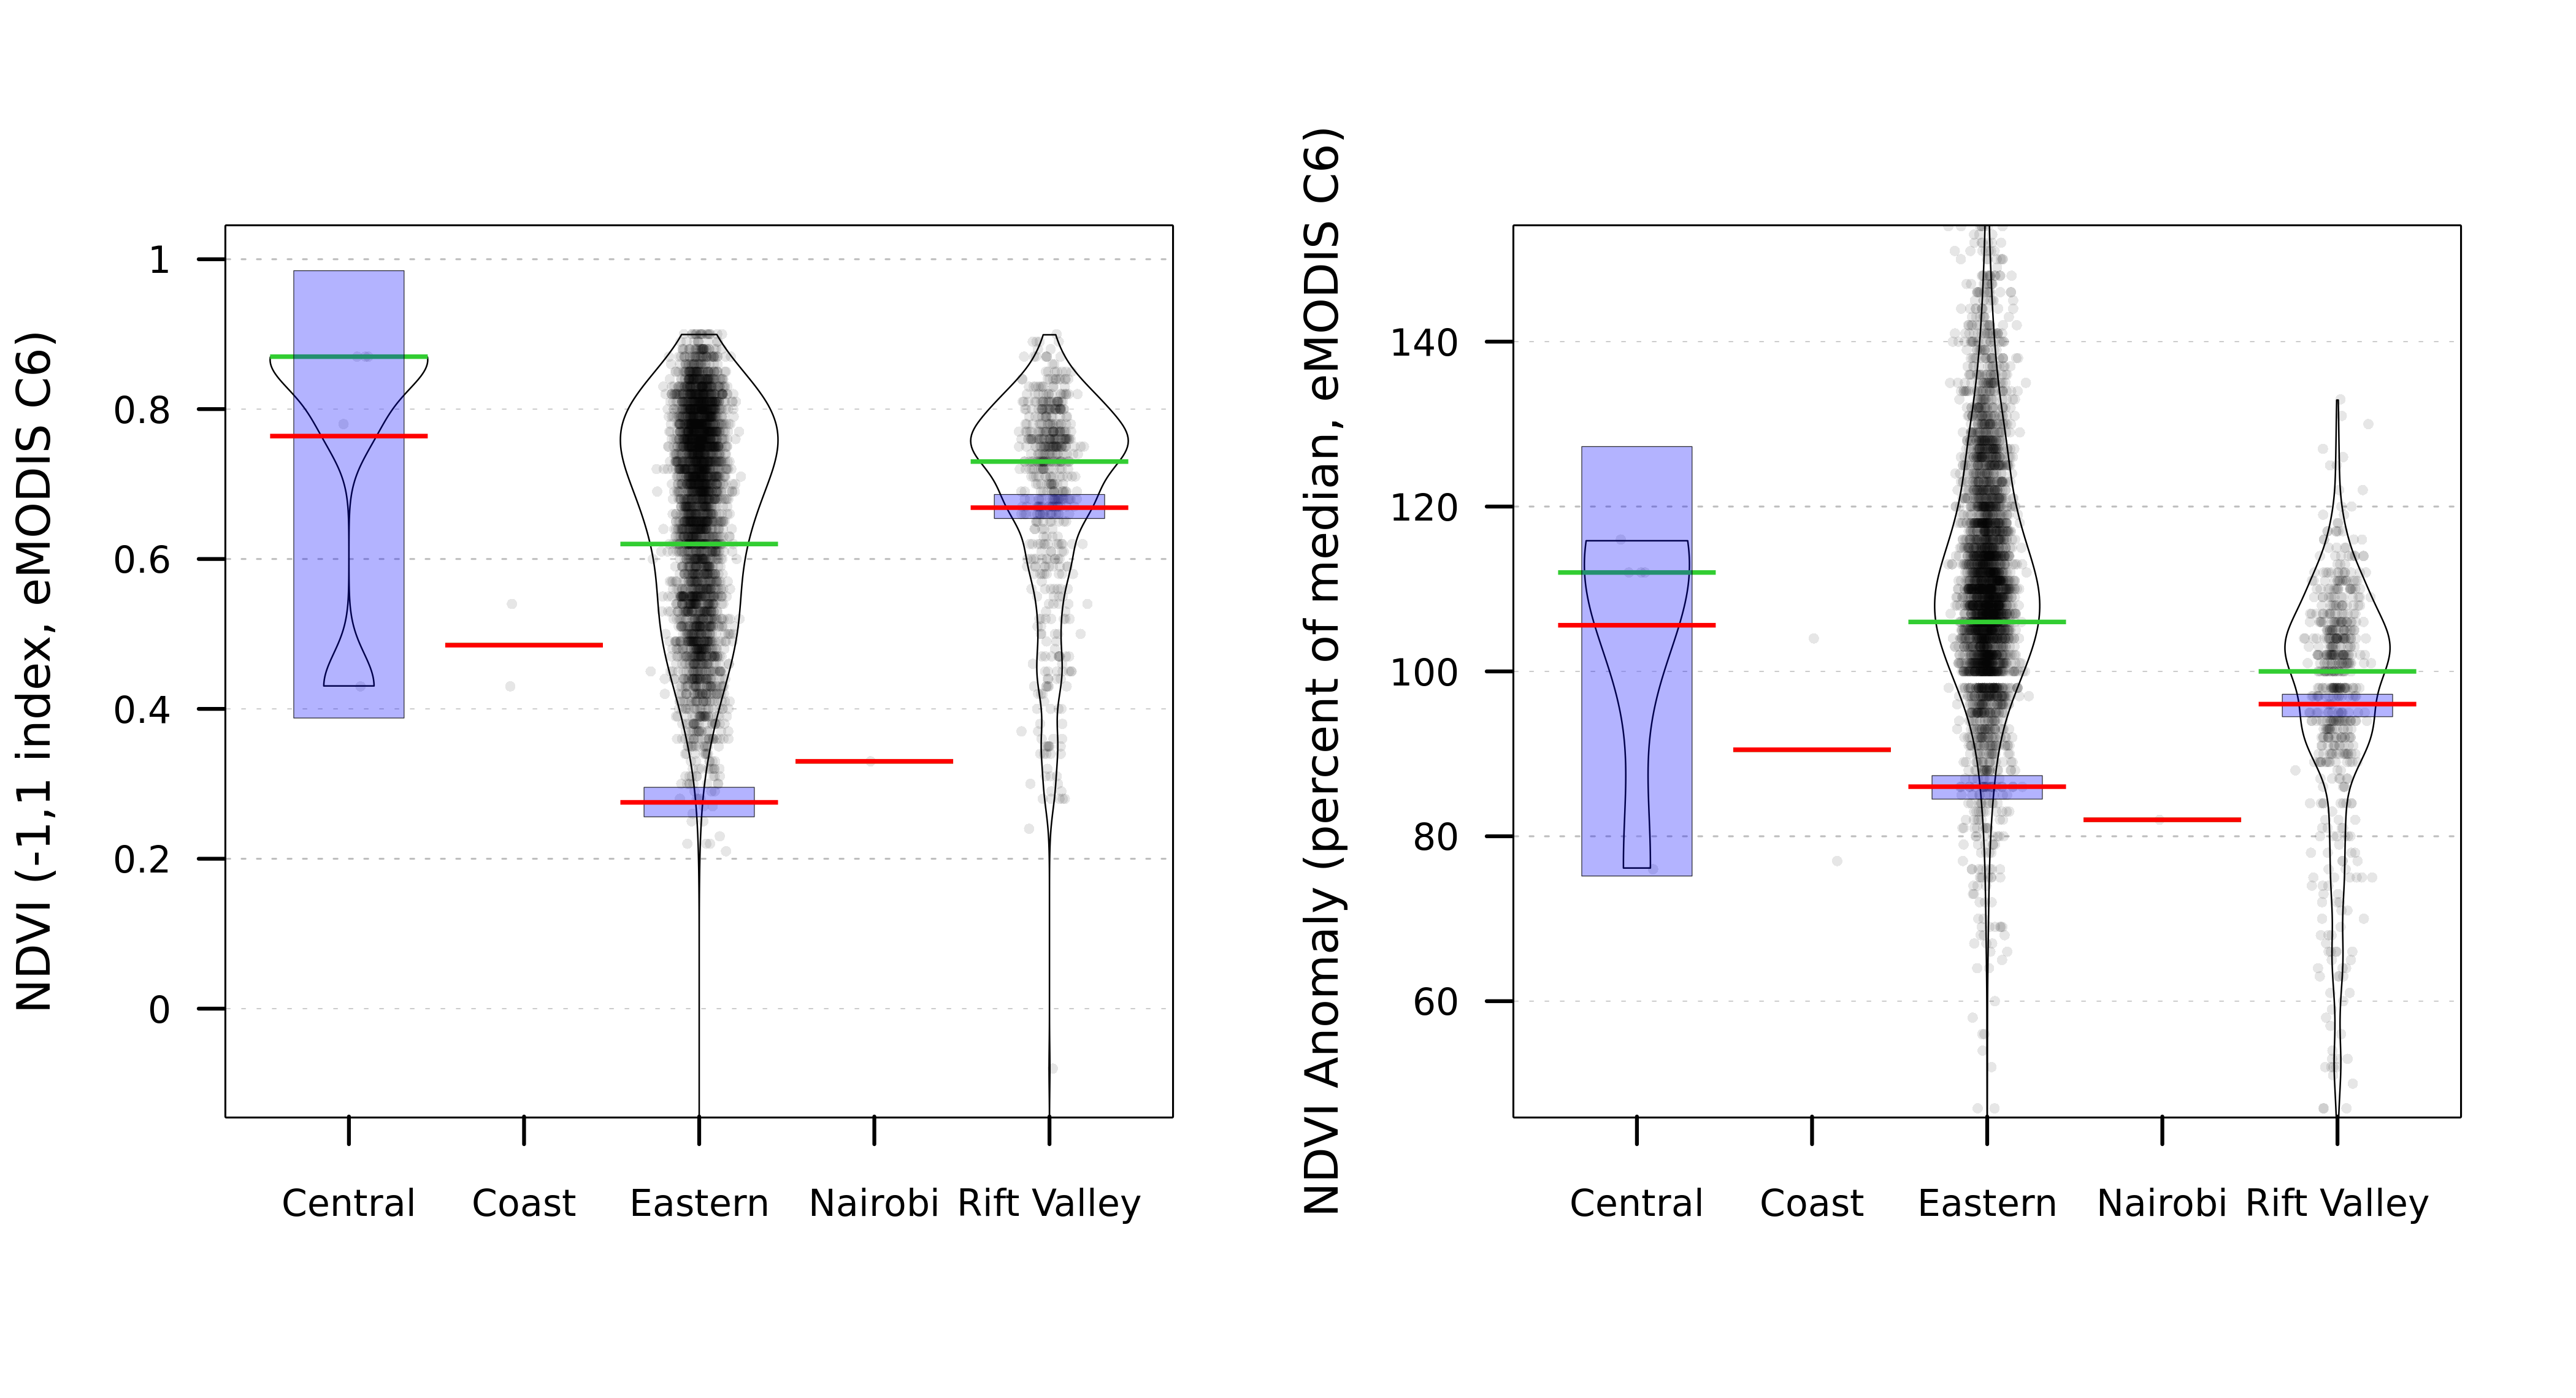 NDVI (-1,1 index, eMODIS C6)
1
0.8
0.6
0.4
0.2
0
Central Coast Eastern Nairobi Rift Valley
NDVI Anomaly (percent of median, eMODIS C6)
140
120
100
80
60
Central Coast Eastern Nairobi Rift Valley